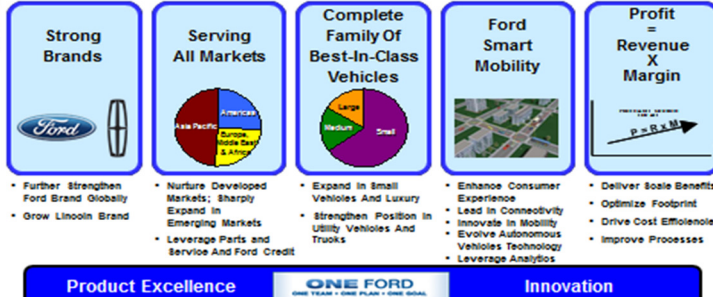 Strong
Brands
Ford
• Further Strengthen
Ford Brand Globally
• Grow Lincoln Brand
Serving
All Markets
Asia Pacific
Americas
Europe,
Middle East
& Africa
• Nurture Developed
Markets; Sharply
Expand in
Emerging Markets
• Leverage Parts and
Service And Ford Credit
Complete
Family Of
Best-In-Class
Vehicles
Large
Medium
Small
• Expand In Small
Vehicles And Luxury
• Strengthen Position In
Utility Vehicles And
Trucks
Ford
Smart
Mobility
• Enhance Consumer
Experience
• Lead in Connectivity
• Innovate in Mobility
• Evolve Autonomous
Vehicles Technology
• Leverage Analytics
Profit
=
Revenue
X
Margin
P = R x M
• Deliver Scale Benefits
• Optimize Footprint
• Drive Cost
• Improve Processes
Product Excellence
ONE FORD
ONE TEAM • ONE PLAN • ONE GOAL
Innovation